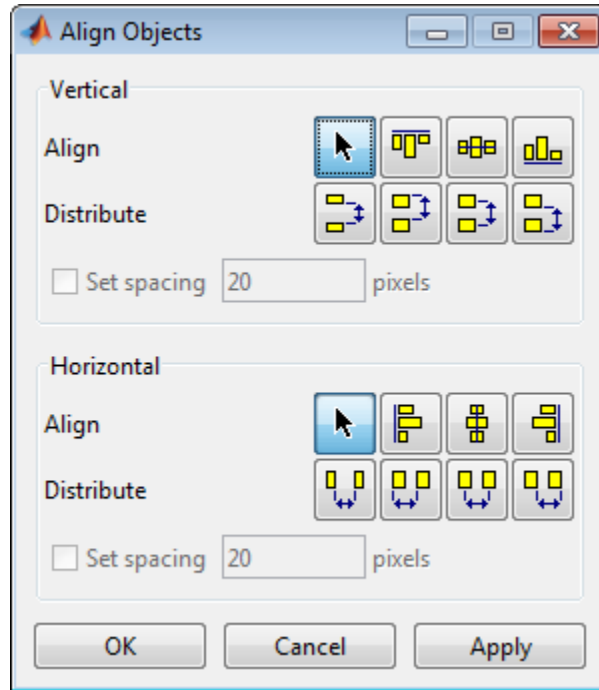 Align Objects
Vertical
Align
Distribute
Set spacing 20 pixels
Horizontal
Align
Distribute
Set spacing 20 pixels
OK Cancel Apply